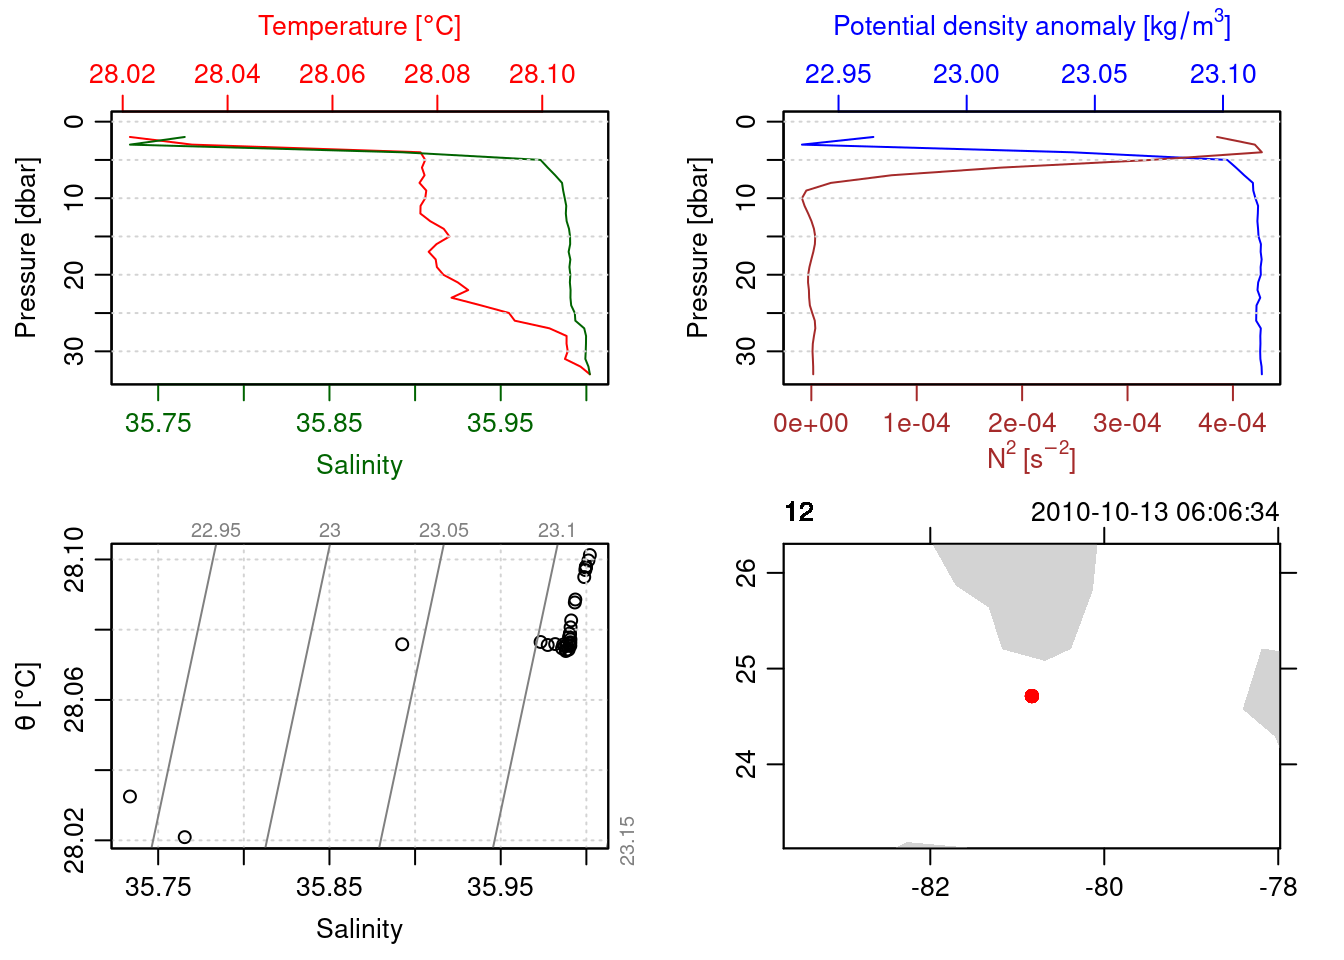 Temperature [°C]
28.02 28.04 28.06 28.08 28.10
Pressure [dbar]
0
10
20
30
35.75 35.85 35.95
Salinity
Potential density anomaly [kg/m³]
22.95 23.00 23.05 23.10
Pressure [dbar]
0
10
20
30
0e+00 1e-04 2e-04 3e-04 4e-04
N² [s⁻²]
22.95 23 23.05 23.1
θ [°C]
28.10
28.06
28.02
23.15
35.75 35.85 35.95
Salinity
12 2010-10-13 06:06:34
26
25
24
-82 -80 -78